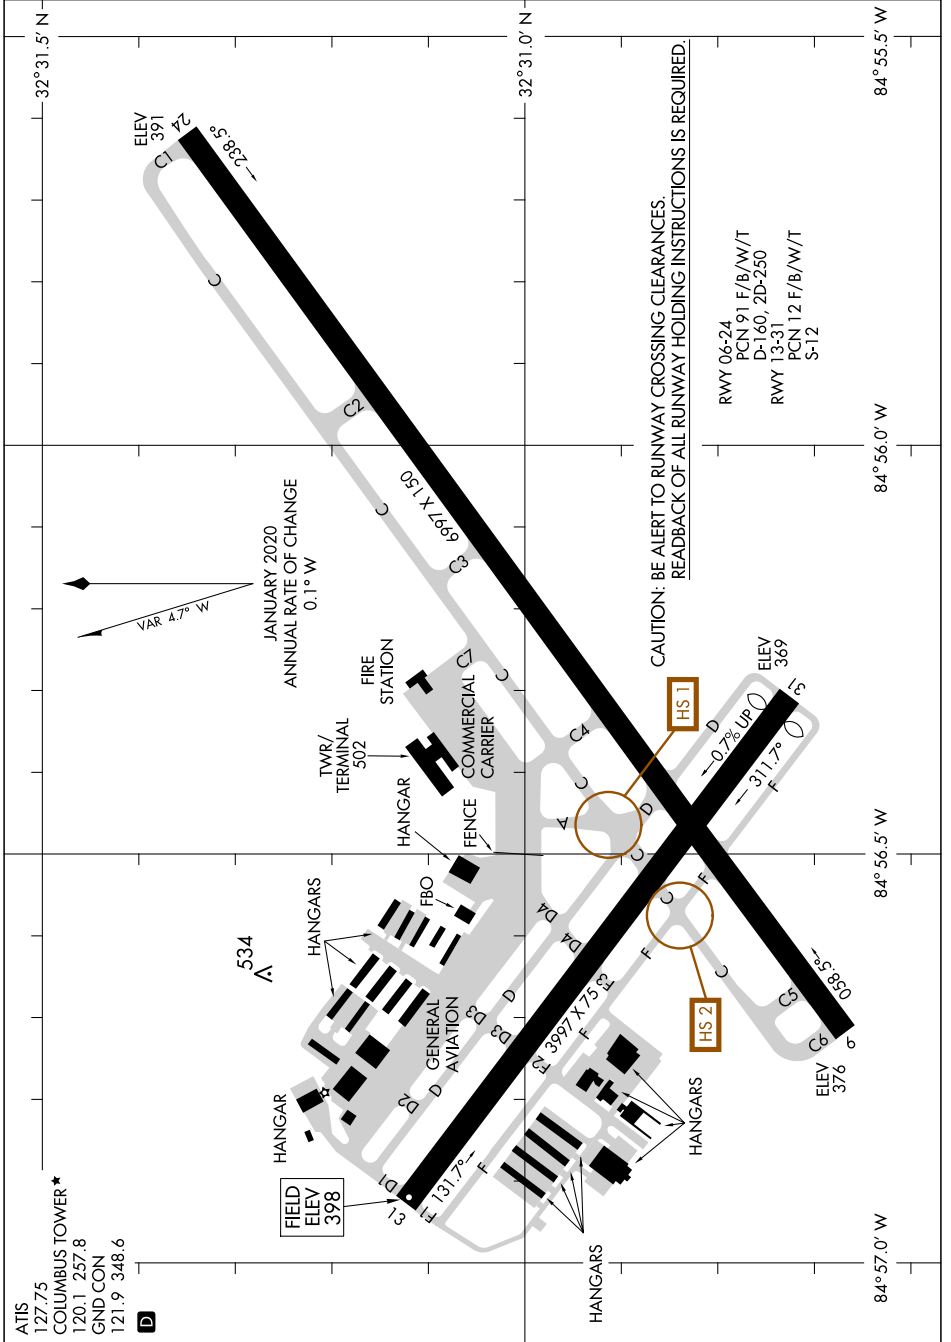 ATIS
127.75
COLUMBUS TOWER★
120.1 257.8
GND CON
121.9 348.6
D
32°31.5' N
32°31.0' N
84°55.5' W
84°56.0' W
84°56.5' W
84°57.0' W
VAR 4.7° W
JANUARY 2020
ANNUAL RATE OF CHANGE
0.1° W
ELEV
391
24
238.5°
C1
C
C2
C
6997 X 150
C3
C7
C
C4
C
FIRE
STATION
TWR/
TERMINAL
502
COMMERCIAL
CARRIER
HANGAR
FENCE
FBO
HANGARS
534
GENERAL
AVIATION
HANGAR
FIELD
ELEV
398
13
D1
F1
131.7°
D2
D
D3
D3
D
D4
D4
A
D
C
C
HS 1
D
0.7% UP
311.7°
F
31
ELEV
369
F
F
3997 X 75
F3
F2
F
F
HS 2
C
C5
C6
058.5°
6
ELEV
376
HANGARS
HANGARS
CAUTION: BE ALERT TO RUNWAY CROSSING CLEARANCES.
READBACK OF ALL RUNWAY HOLDING INSTRUCTIONS IS REQUIRED.
RWY 06-24
PCN 91 F/B/W/T
D-160, 2D-250
RWY 13-31
PCN 12 F/B/W/T
S-12